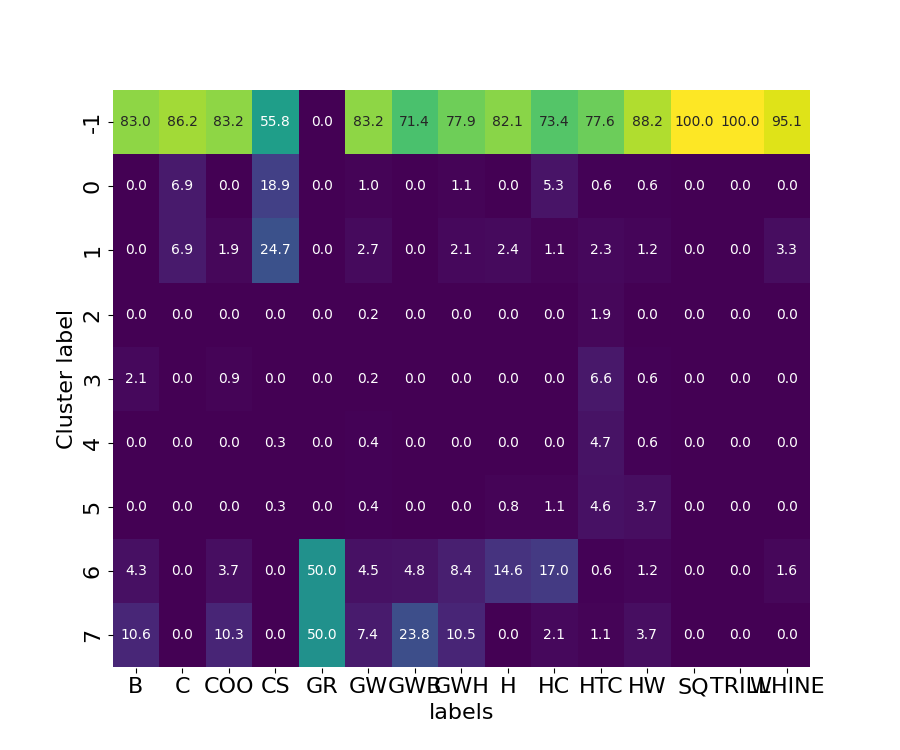 -1 83.0 86.2 83.2 55.8 0.0 83.2 71.4 77.9 82.1 73.4 77.6 88.2 100.0 100.0 95.1
0 0.0 6.9 0.0 18.9 0.0 1.0 0.0 1.1 0.0 5.3 0.6 0.6 0.0 0.0 0.0
1 0.0 6.9 1.9 24.7 0.0 2.7 0.0 2.1 2.4 1.1 2.3 1.2 0.0 0.0 3.3
2 0.0 0.0 0.0 0.0 0.0 0.2 0.0 0.0 0.0 0.0 1.9 0.0 0.0 0.0 0.0
3 2.1 0.0 0.9 0.0 0.0 0.2 0.0 0.0 0.0 0.0 6.6 0.6 0.0 0.0 0.0
4 0.0 0.0 0.0 0.3 0.0 0.4 0.0 0.0 0.0 0.0 4.7 0.6 0.0 0.0 0.0
5 0.0 0.0 0.0 0.3 0.0 0.4 0.0 0.0 0.8 1.1 4.6 3.7 0.0 0.0 0.0
6 4.3 0.0 3.7 0.0 50.0 4.5 4.8 8.4 14.6 17.0 0.6 1.2 0.0 0.0 1.6
7 10.6 0.0 10.3 0.0 50.0 7.4 23.8 10.5 0.0 2.1 1.1 3.7 0.0 0.0 0.0
Cluster label
B C COO CS GR GW GWB GWH H HC HTC HW SQ TRILL WHINE
labels